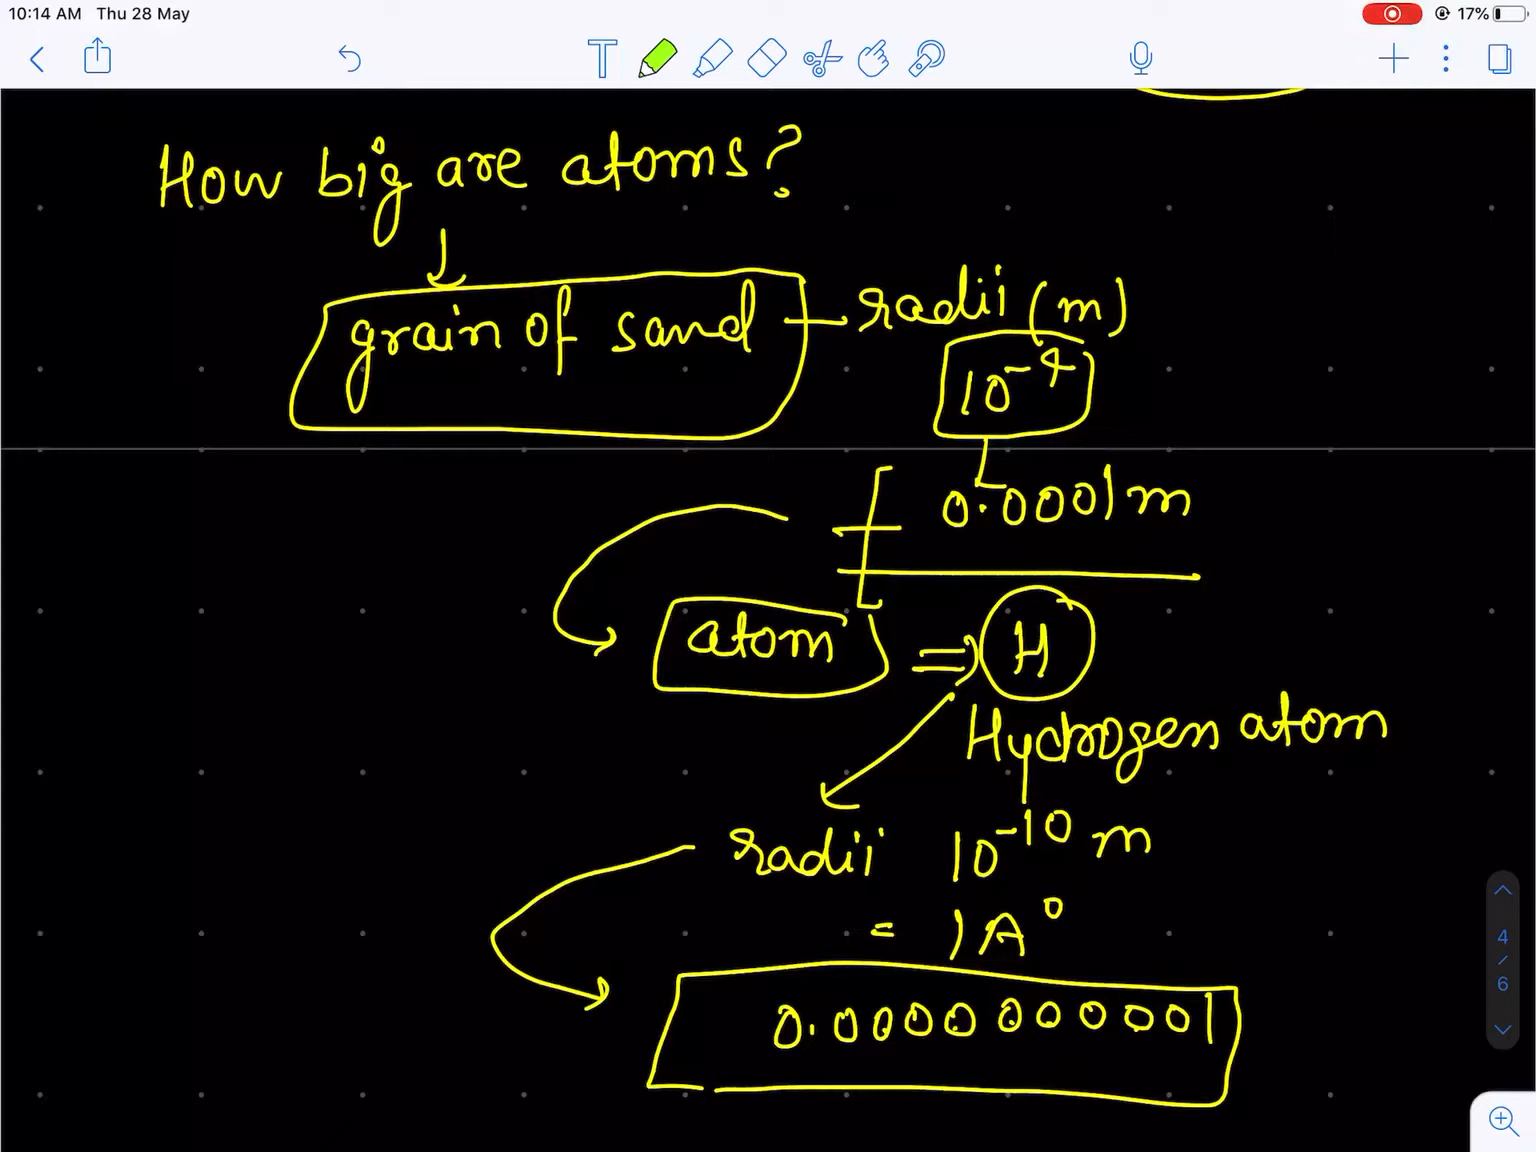 10:14 AM Thu 28 May
17%
T
How big are atoms?
grain of sand
radii (m)
10⁻⁴
0.0001 m
atom => H
Hydrogen atom
radii 10⁻¹⁰ m
= 1A°
0.0000000001
4
/
6